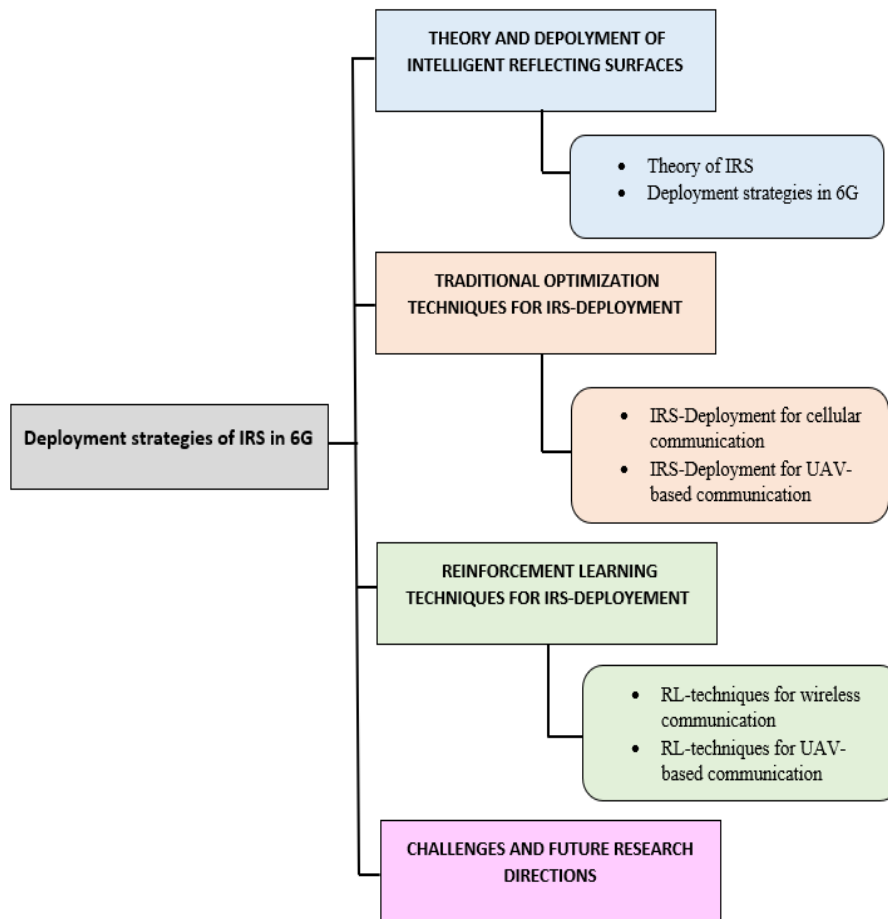 THEORY AND DEPOLYMENT OF
INTELLIGENT REFLECTING SURFACES
• Theory of IRS
• Deployment strategies in 6G
TRADITIONAL OPTIMIZATION
TECHNIQUES FOR IRS-DEPLOYMENT
• IRS-Deployment for cellular
communication
• IRS-Deployment for UAV-
based communication
Deployment strategies of IRS in 6G
REINFORCEMENT LEARNING
TECHNIQUES FOR IRS-DEPLOYEMENT
• RL-techniques for wireless
communication
• RL-techniques for UAV-
based communication
CHALLENGES AND FUTURE RESEARCH
DIRECTIONS